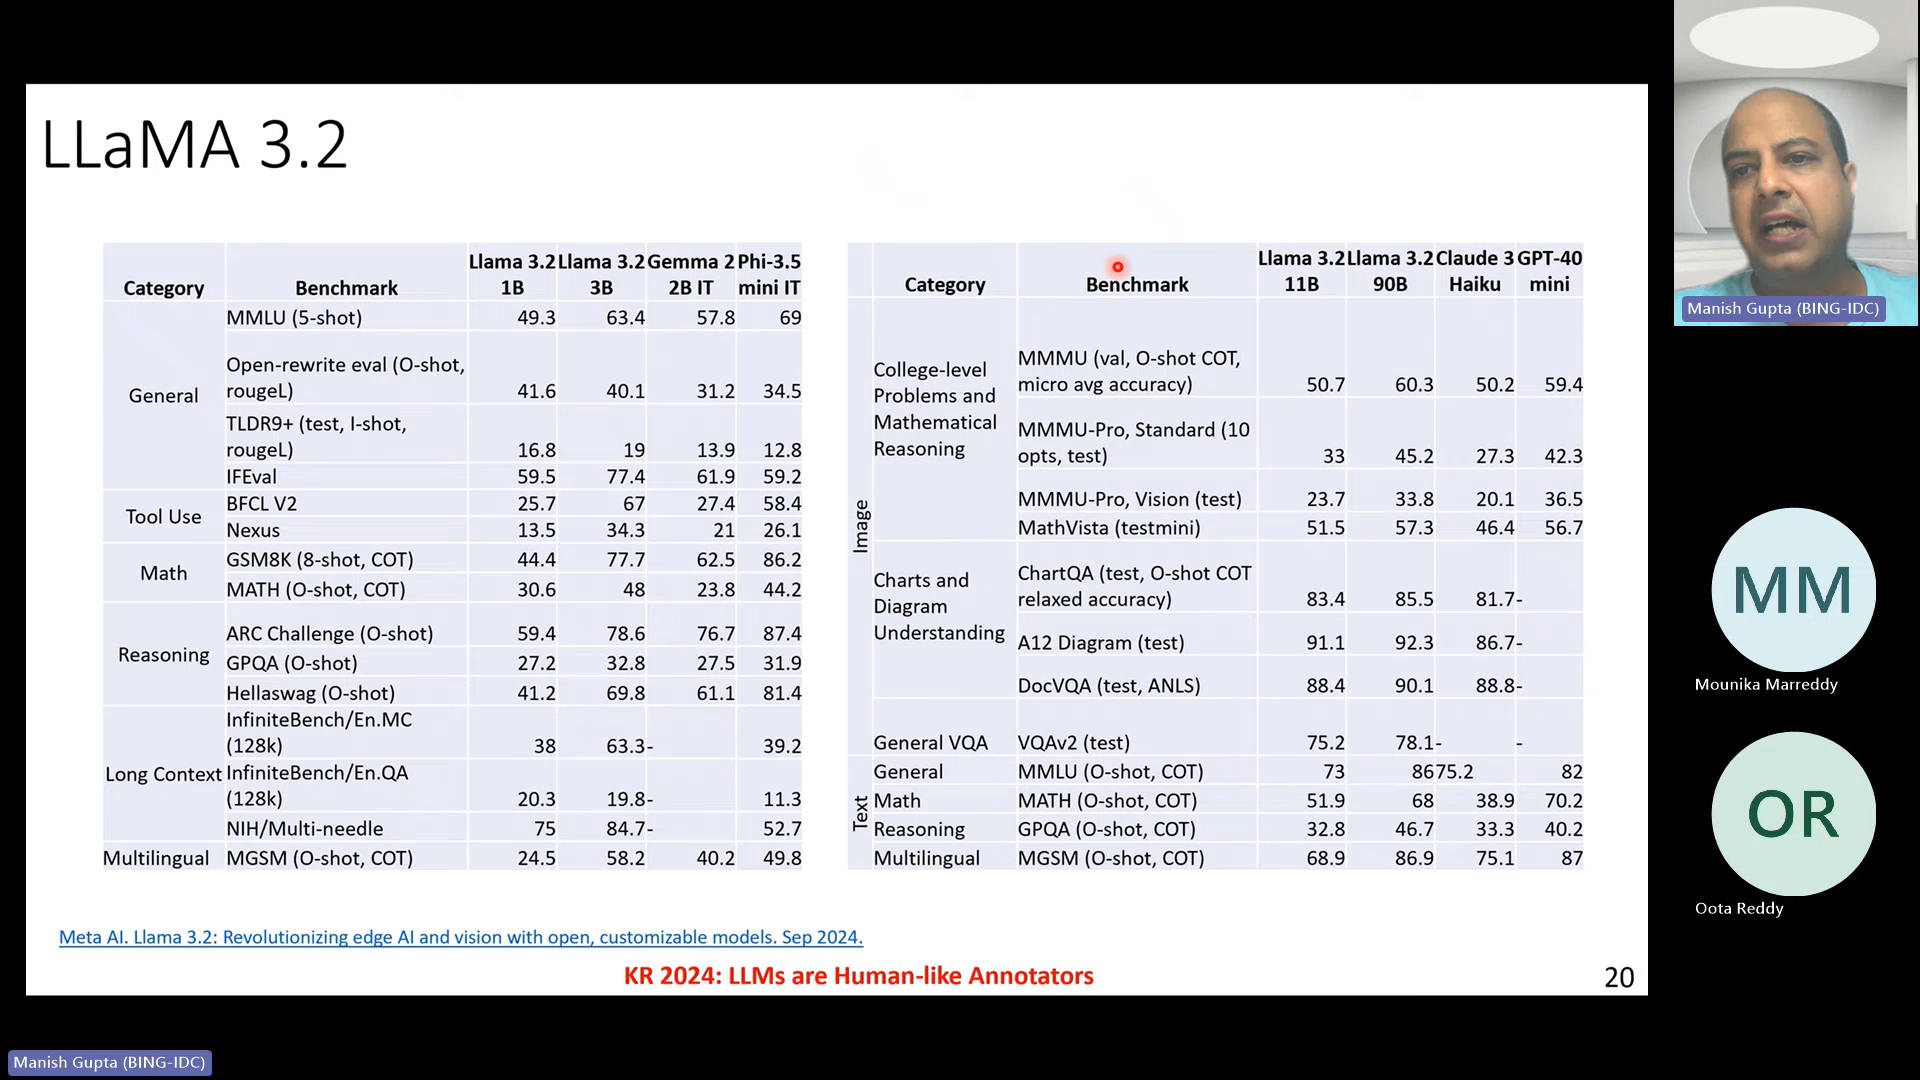 LLaMA 3.2
Category Benchmark Llama 3.2 1B Llama 3.2 3B Gemma 2 2B IT Phi-3.5 mini IT
General
MMLU (5-shot) 49.3 63.4 57.8 69
Open-rewrite eval (O-shot,
rougeL) 41.6 40.1 31.2 34.5
TLDR9+ (test, I-shot,
rougeL) 16.8 19 13.9 12.8
IFEval 59.5 77.4 61.9 59.2
Tool Use
BFCL V2 25.7 67 27.4 58.4
Nexus 13.5 34.3 21 26.1
Math
GSM8K (8-shot, COT) 44.4 77.7 62.5 86.2
MATH (O-shot, COT) 30.6 48 23.8 44.2
Reasoning
ARC Challenge (O-shot) 59.4 78.6 76.7 87.4
GPQA (O-shot) 27.2 32.8 27.5 31.9
Hellaswag (O-shot) 41.2 69.8 61.1 81.4
Long Context
InfiniteBench/En.MC
(128k) 38 63.3 - 39.2
InfiniteBench/En.QA
(128k) 20.3 19.8 - 11.3
NIH/Multi-needle 75 84.7 - 52.7
Multilingual MGSM (O-shot, COT) 24.5 58.2 40.2 49.8
Category Benchmark Llama 3.2 11B Llama 3.2 90B Claude 3 Haiku GPT-40 mini
Image
College-level
Problems and
Mathematical
Reasoning
MMMU (val, O-shot COT,
micro avg accuracy) 50.7 60.3 50.2 59.4
MMMU-Pro, Standard (10
opts, test) 33 45.2 27.3 42.3
MMMU-Pro, Vision (test) 23.7 33.8 20.1 36.5
MathVista (testmini) 51.5 57.3 46.4 56.7
Charts and
Diagram
Understanding
ChartQA (test, O-shot COT
relaxed accuracy) 83.4 85.5 81.7 -
A12 Diagram (test) 91.1 92.3 86.7 -
DocVQA (test, ANLS) 88.4 90.1 88.8 -
General VQA VQAv2 (test) 75.2 78.1 - -
Text
General MMLU (O-shot, COT) 73 86 75.2 82
Math MATH (O-shot, COT) 51.9 68 38.9 70.2
Reasoning GPQA (O-shot, COT) 32.8 46.7 33.3 40.2
Multilingual MGSM (O-shot, COT) 68.9 86.9 75.1 87
Meta AI. Llama 3.2: Revolutionizing edge AI and vision with open, customizable models. Sep 2024.
KR 2024: LLMs are Human-like Annotators
20
Manish Gupta (BING-IDC)
MM
Mounika Marreddy
OR
Oota Reddy
Manish Gupta (BING-IDC)